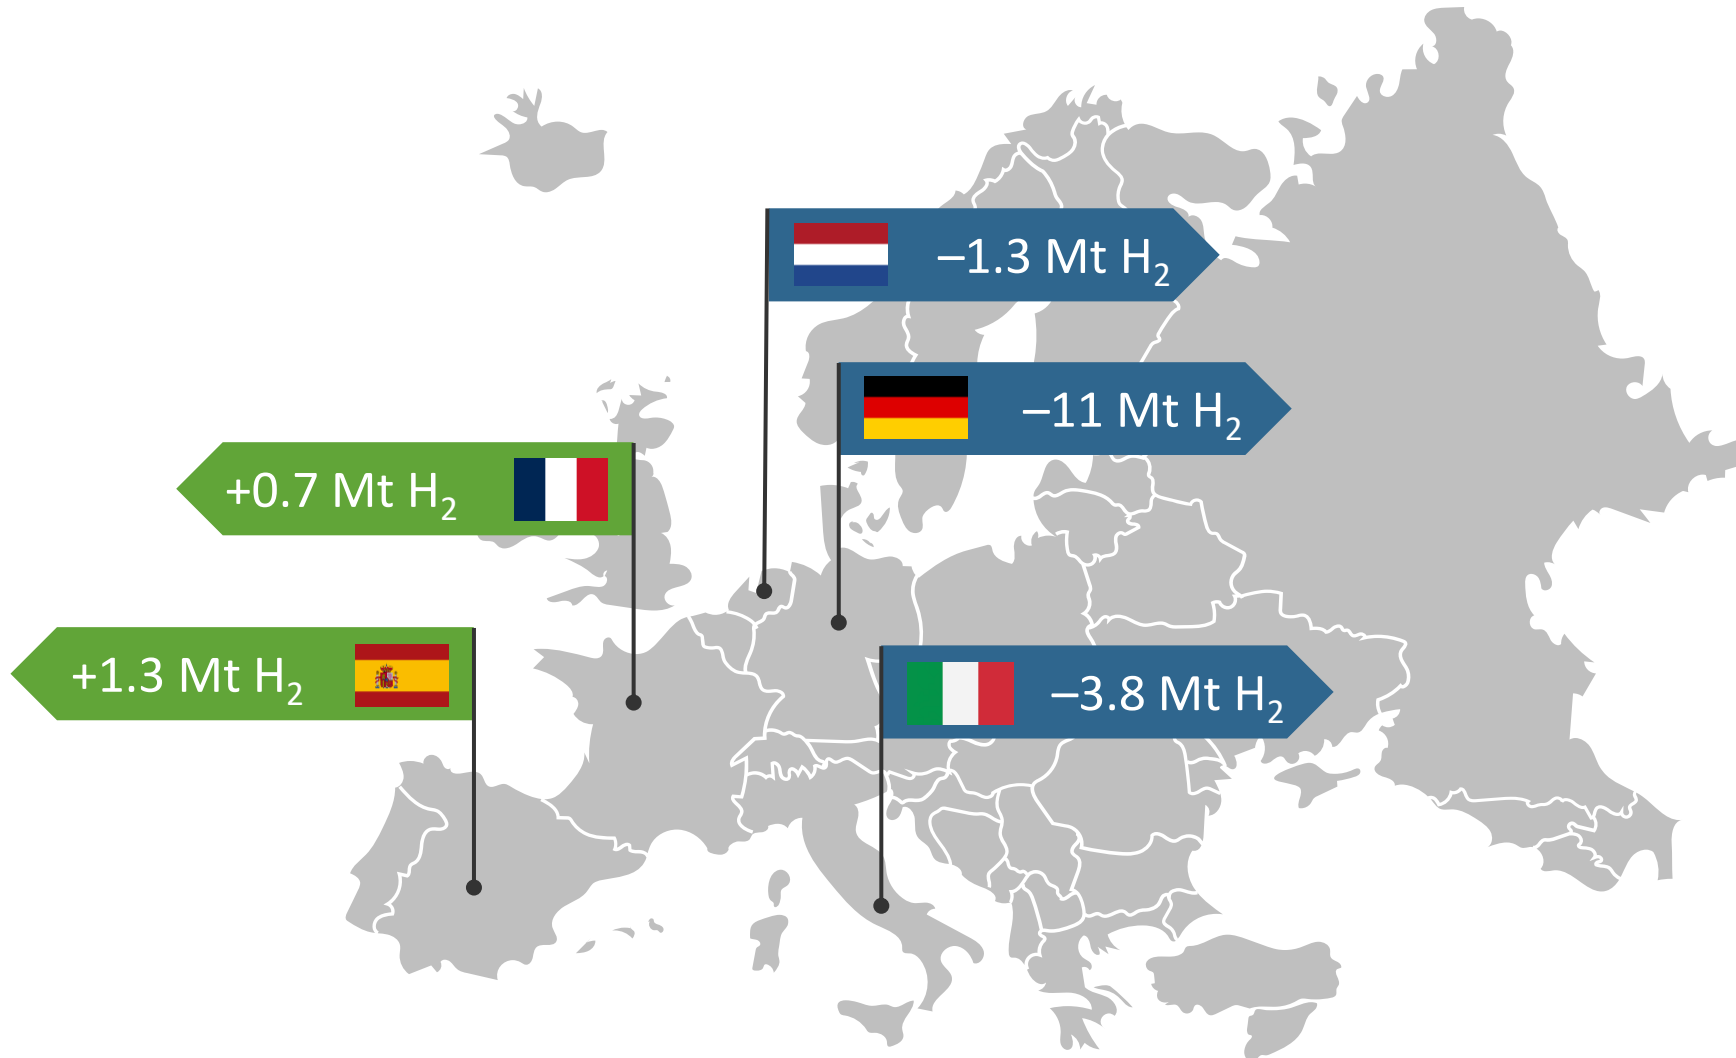 –1.3 Mt H₂
–11 Mt H₂
+0.7 Mt H₂
+1.3 Mt H₂
–3.8 Mt H₂